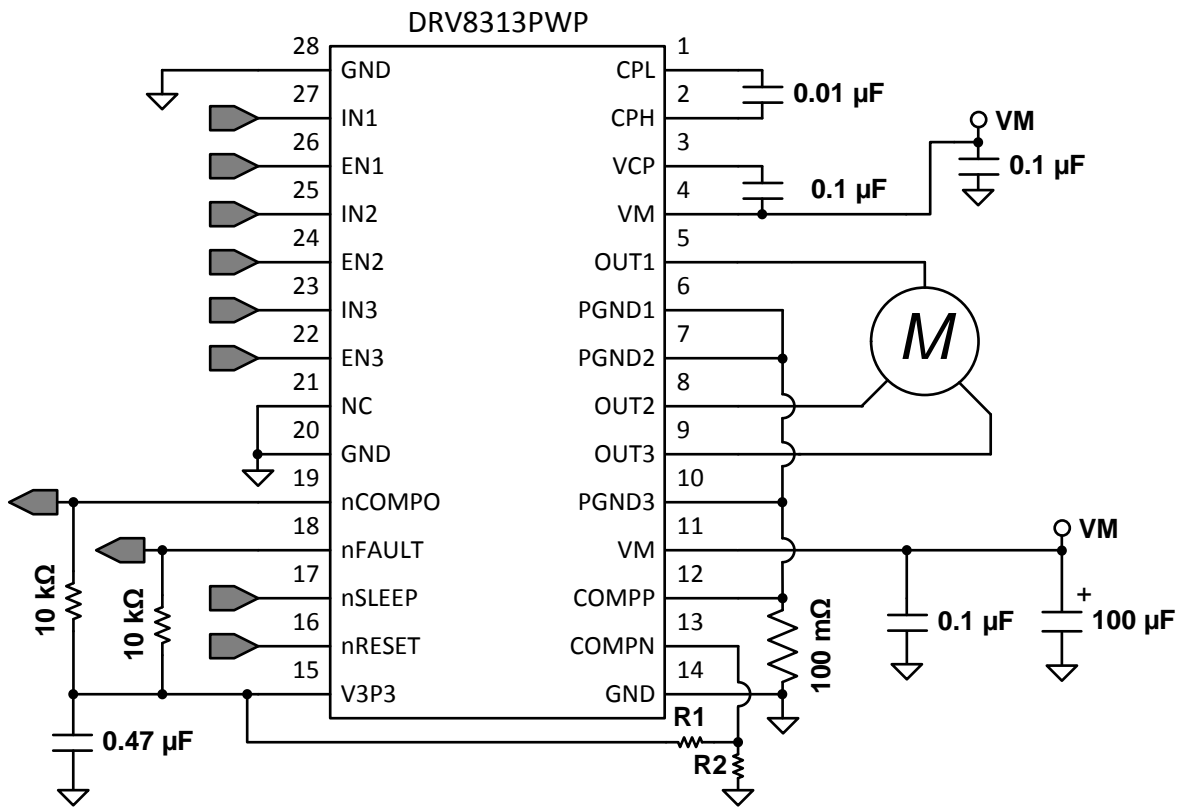 DRV8313PWP
28
GND
1
CPL
27
IN1
2
CPH
0.01 µF
26
EN1
3
VCP
0.1 µF
VM
0.1 µF
25
IN2
4
VM
24
EN2
5
OUT1
23
IN3
6
PGND1
22
EN3
7
PGND2
M
21
NC
8
OUT2
20
GND
9
OUT3
19
nCOMPO
10
PGND3
18
nFAULT
11
VM
VM
17
nSLEEP
12
COMPP
16
nRESET
13
COMPN
15
V3P3
14
GND
10 kΩ
10 kΩ
100 mΩ
0.1 µF
+
100 µF
0.47 µF
R1
R2